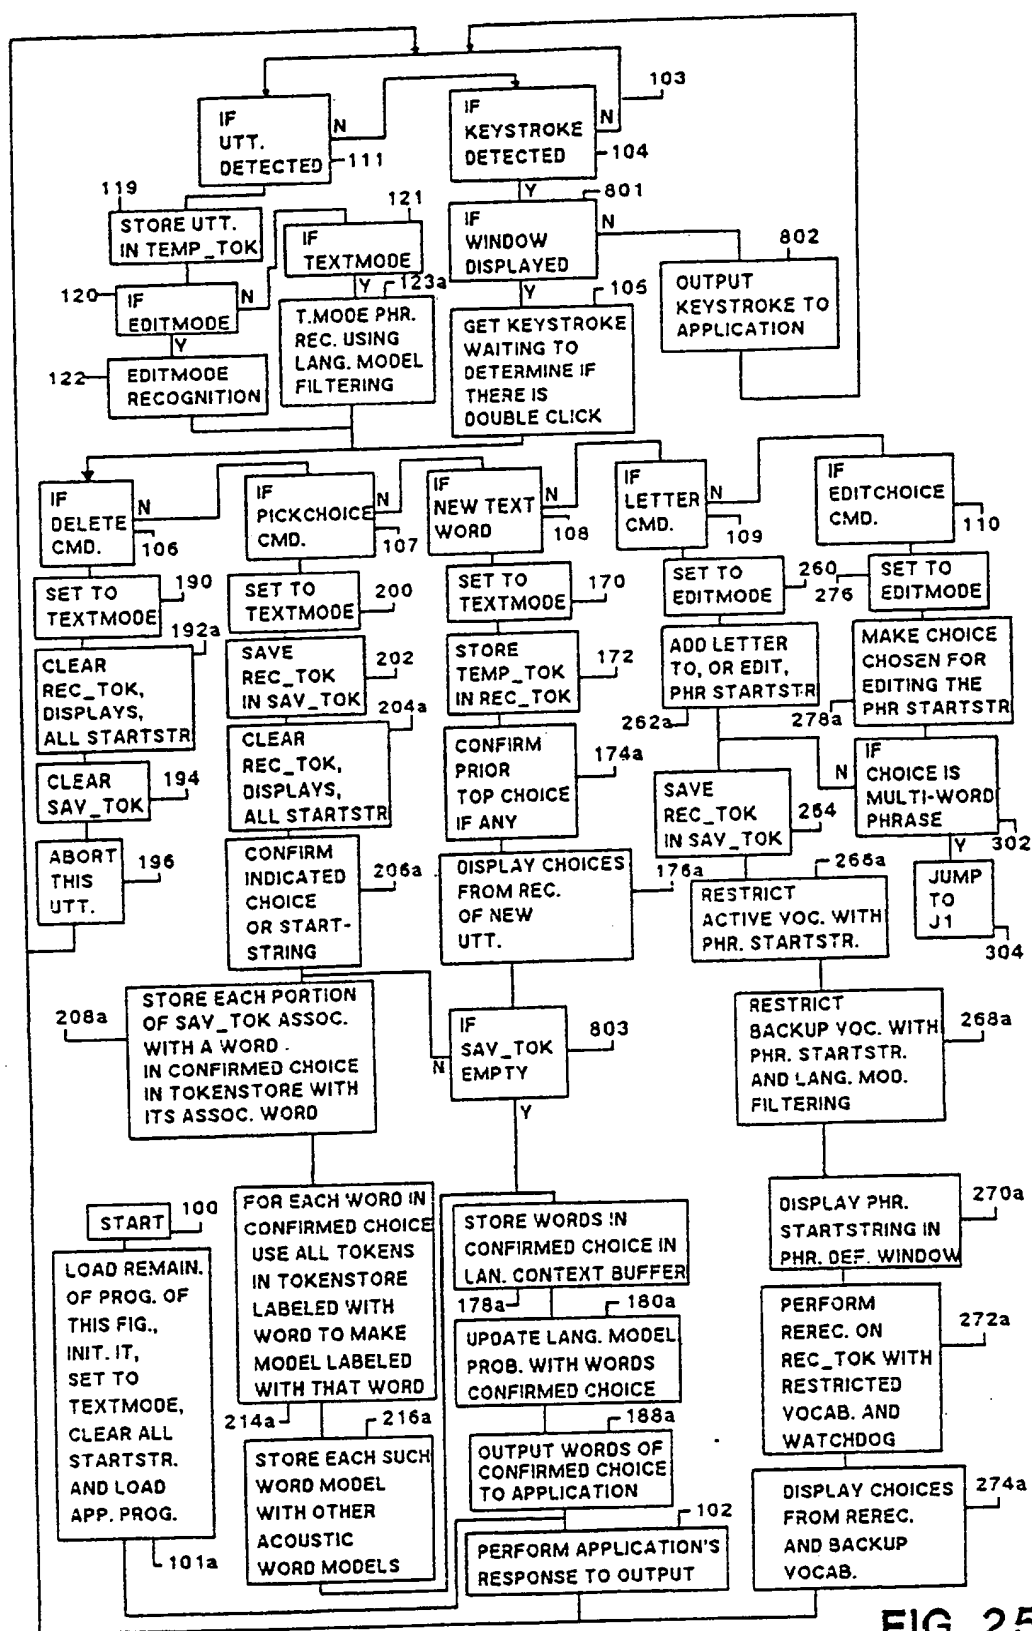 103
IF
UTT.
DETECTED
N
111
IF
KEYSTROKE
DETECTED
N
104
Y
119
STORE UTT.
IN TEMP_TOK
121
IF
TEXTMODE
Y
123a
801
IF
WINDOW
DISPLAYED
N
Y
802
OUTPUT
KEYSTROKE TO
APPLICATION
120
IF
EDITMODE
N
Y
122
EDITMODE
RECOGNITION
T.MODE PHR.
REC. USING
LANG. MODEL
FILTERING
105
GET KEYSTROKE
WAITING TO
DETERMINE IF
THERE IS
DOUBLE CLICK
IF
DELETE
CMD.
N
106
IF
PICKCHOICE
CMD.
N
107
IF
NEW TEXT
WORD
N
108
IF
LETTER
CMD.
N
109
IF
EDITCHOICE
CMD.
110
SET TO
TEXTMODE
190
SET TO
TEXTMODE
200
SET TO
TEXTMODE
170
SET TO
EDITMODE
260
276
SET TO
EDITMODE
192a
CLEAR
REC_TOK,
DISPLAYS,
ALL STARTSTR
SAVE
REC_TOK
IN SAV_TOK
202
STORE
TEMP_TOK
IN REC_TOK
172
ADD LETTER
TO, OR EDIT,
PHR STARTSTR
262a
MAKE CHOICE
CHOSEN FOR
EDITING THE
PHR STARTSTR
278a
CLEAR
SAV_TOK
194
204a
CLEAR
REC_TOK,
DISPLAYS,
ALL STARTSTR
CONFIRM
PRIOR
TOP CHOICE
IF ANY
174a
SAVE
REC_TOK
IN SAV_TOK
264
N
IF
CHOICE IS
MULTI-WORD
PHRASE
302
Y
ABORT
THIS
UTT.
196
CONFIRM
INDICATED
CHOICE
OR START-
STRING
206a
DISPLAY CHOICES
FROM REC.
OF NEW
UTT.
176a
266a
RESTRICT
ACTIVE VOC. WITH
PHR. STARTSTR.
JUMP
TO
J1
304
208a
STORE EACH PORTION
OF SAV_TOK ASSOC.
WITH A WORD
IN CONFIRMED CHOICE
IN TOKENSTORE WITH
ITS ASSOC. WORD
N
IF
SAV_TOK
EMPTY
803
Y
RESTRICT
BACKUP VOC. WITH
PHR. STARTSTR.
AND LANG. MOD.
FILTERING
268a
START
100
LOAD REMAIN.
OF PROG. OF
THIS FIG.,
INIT. IT,
SET TO
TEXTMODE,
CLEAR ALL
STARTSTR.
AND LOAD
APP. PROG.
101a
FOR EACH WORD IN
CONFIRMED CHOICE
USE ALL TOKENS
IN TOKENSTORE
LABELED WITH
WORD TO MAKE
MODEL LABELED
WITH THAT WORD
214a
216a
STORE EACH SUCH
WORD MODEL
WITH OTHER
ACOUSTIC
WORD MODELS
STORE WORDS IN
CONFIRMED CHOICE IN
LAN. CONTEXT BUFFER
178a
180a
UPDATE LANG. MODEL
PROB. WITH WORDS
CONFIRMED CHOICE
188a
OUTPUT WORDS OF
CONFIRMED CHOICE
TO APPLICATION
102
PERFORM APPLICATION'S
RESPONSE TO OUTPUT
DISPLAY PHR.
STARTSTRING IN
PHR. DEF. WINDOW
270a
PERFORM
REREC. ON
REC_TOK WITH
RESTRICTED
VOCAB. AND
WATCHDOG
272a
DISPLAY CHOICES
FROM REREC.
AND BACKUP
VOCAB.
274a
FIG. 25